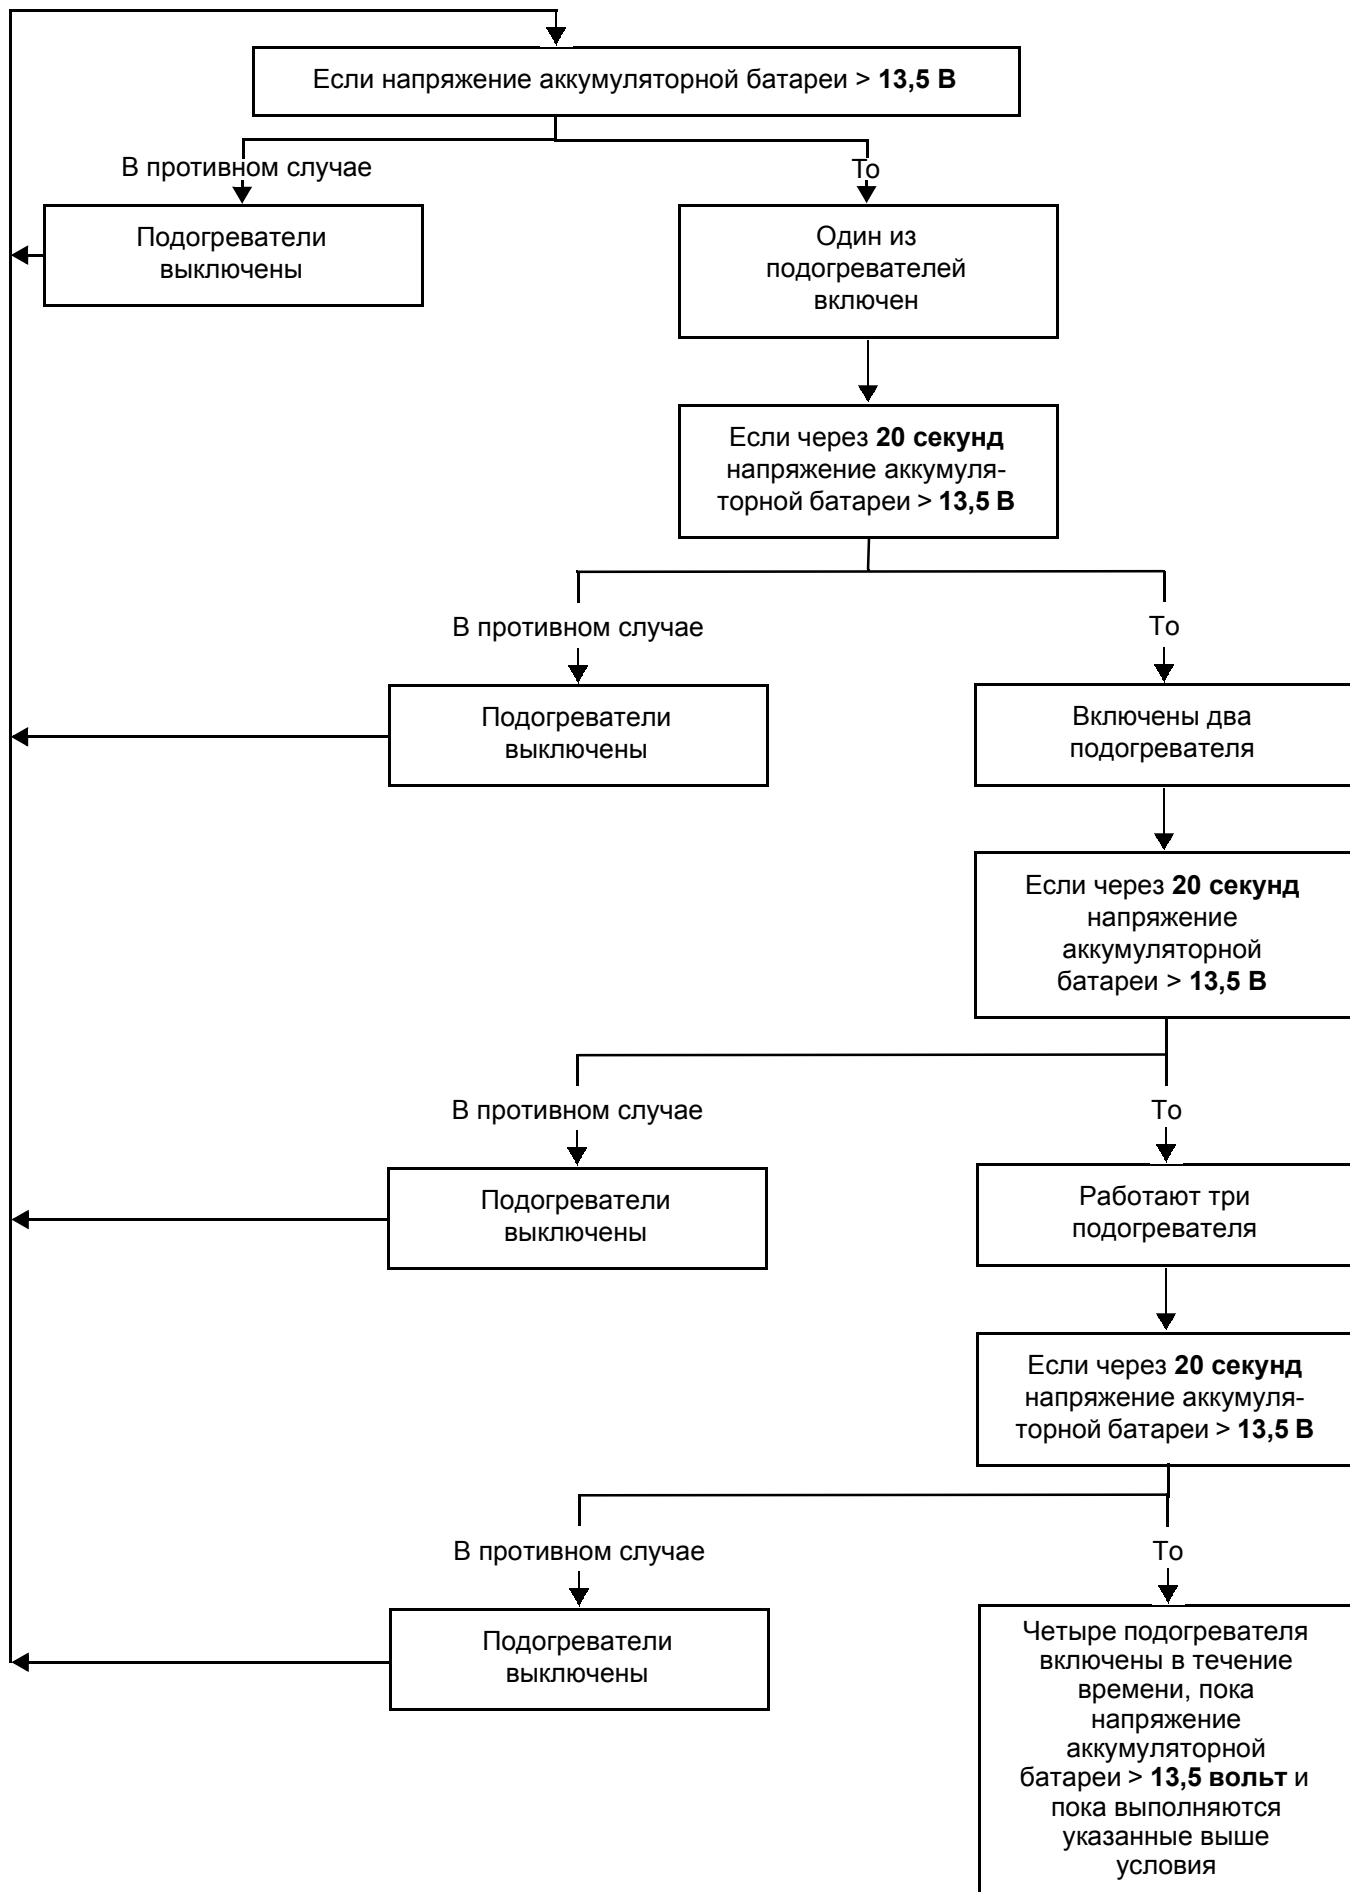 Если напряжение аккумуляторной батареи > 13,5 В
В противном случае
То
Подогреватели
выключены
Один из
подогревателей
включен
Если через 20 секунд
напряжение аккумуля-
торной батареи > 13,5 В
В противном случае
То
Подогреватели
выключены
Включены два
подогревателя
Если через 20 секунд
напряжение
аккумуляторной
батареи > 13,5 В
В противном случае
То
Подогреватели
выключены
Работают три
подогревателя
Если через 20 секунд
напряжение аккумуля-
торной батареи > 13,5 В
В противном случае
То
Подогреватели
выключены
Четыре подогревателя
включены в течение
времени, пока
напряжение
аккумуляторной
батареи > 13,5 вольт и
пока выполняются
указанные выше
условия